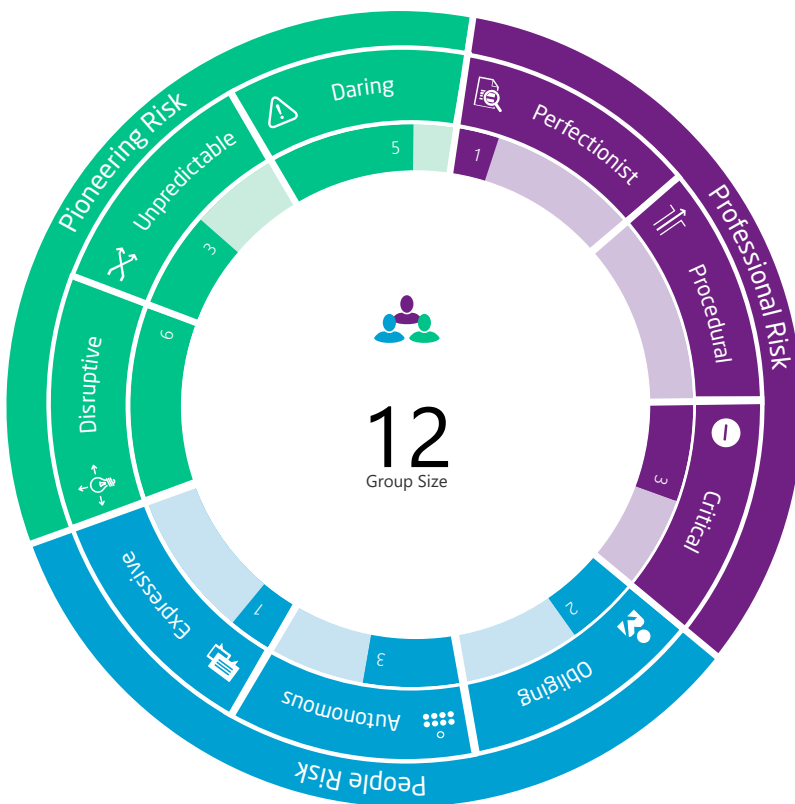 Pioneering Risk
Disruptive
6
Unpredictable
3
Daring
5
Professional Risk
Perfectionist
1
Procedural
Critical
3
People Risk
Obliging
2
Autonomous
3
Expressive
1
12
Group Size